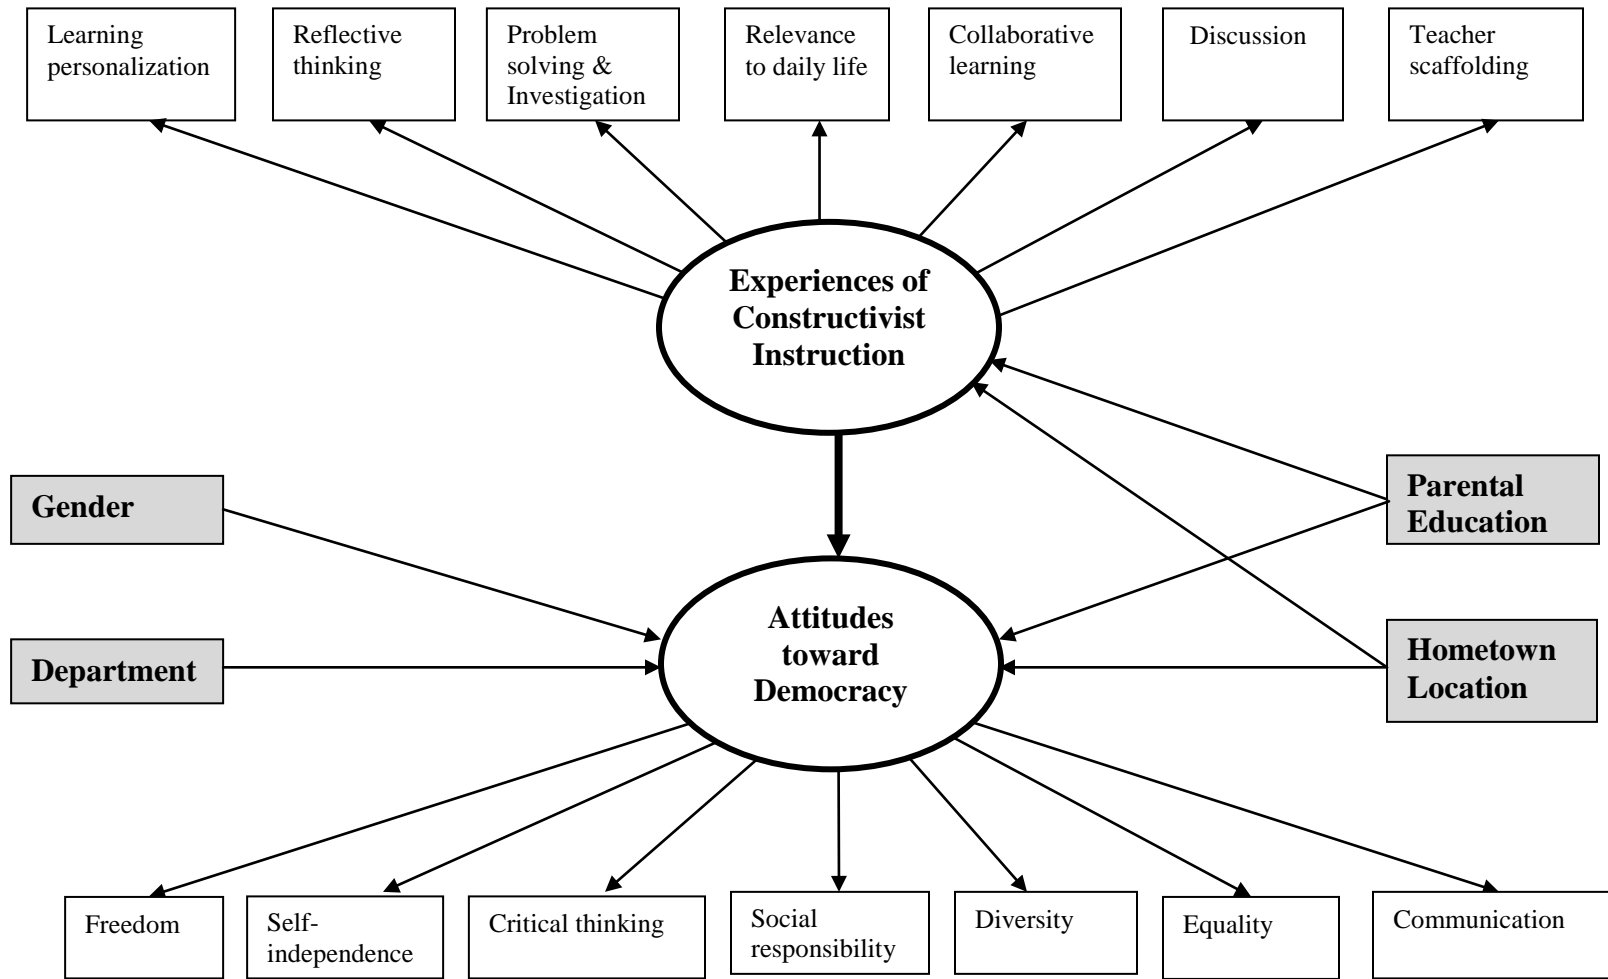 Learning
personalization
Reflective
thinking
Problem
solving &
Investigation
Relevance
to daily life
Collaborative
learning
Discussion
Teacher
scaffolding
Experiences of
Constructivist
Instruction
Gender
Parental
Education
Attitudes
toward
Democracy
Department
Hometown
Location
Freedom
Self-
independence
Critical thinking
Social
responsibility
Diversity
Equality
Communication